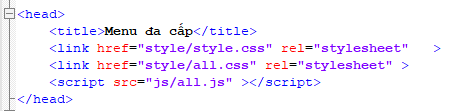 <head>
<title>Menu đa cấp</title>
<link href="style/style.css" rel="stylesheet" >
<link href="style/all.css" rel="stylesheet" >
<script src="js/all.js" ></script>
</head>